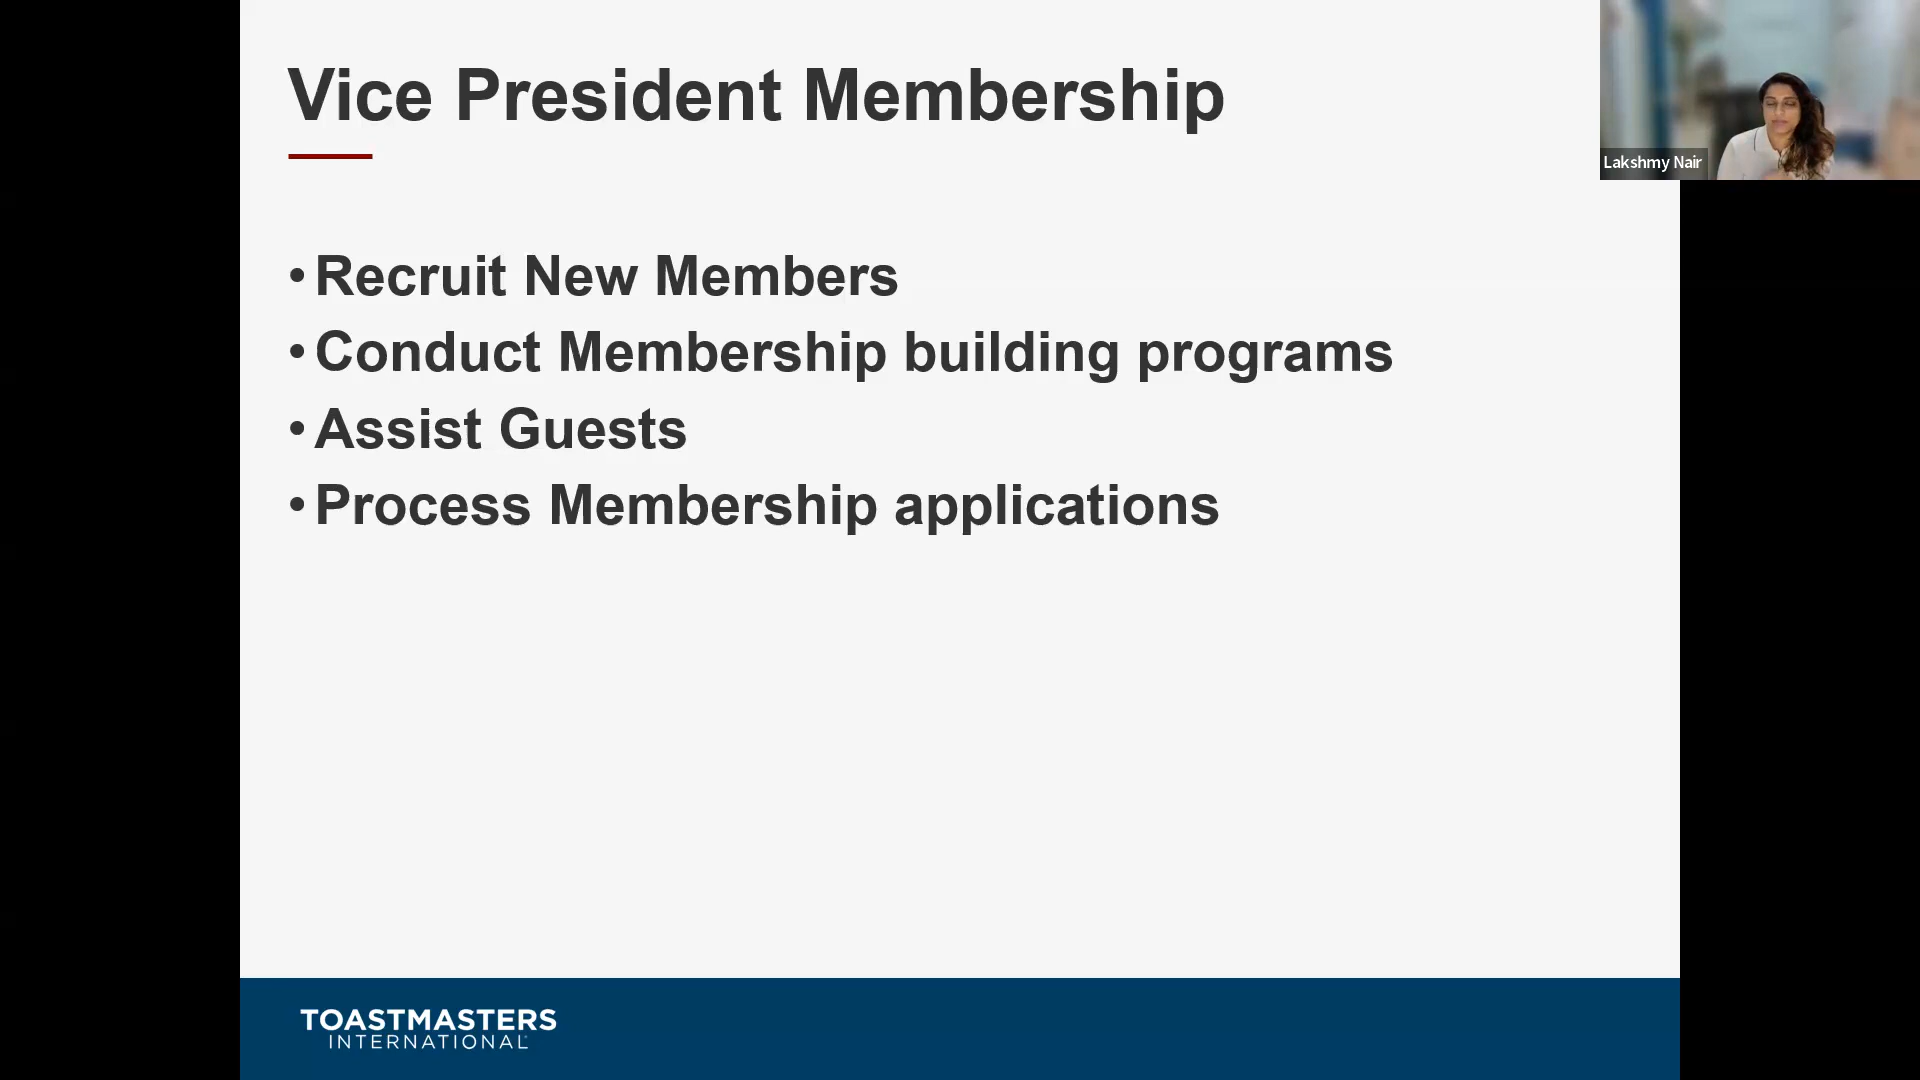 Vice President Membership
Lakshmy Nair
• Recruit New Members
• Conduct Membership building programs
• Assist Guests
• Process Membership applications
TOASTMASTERS
INTERNATIONAL